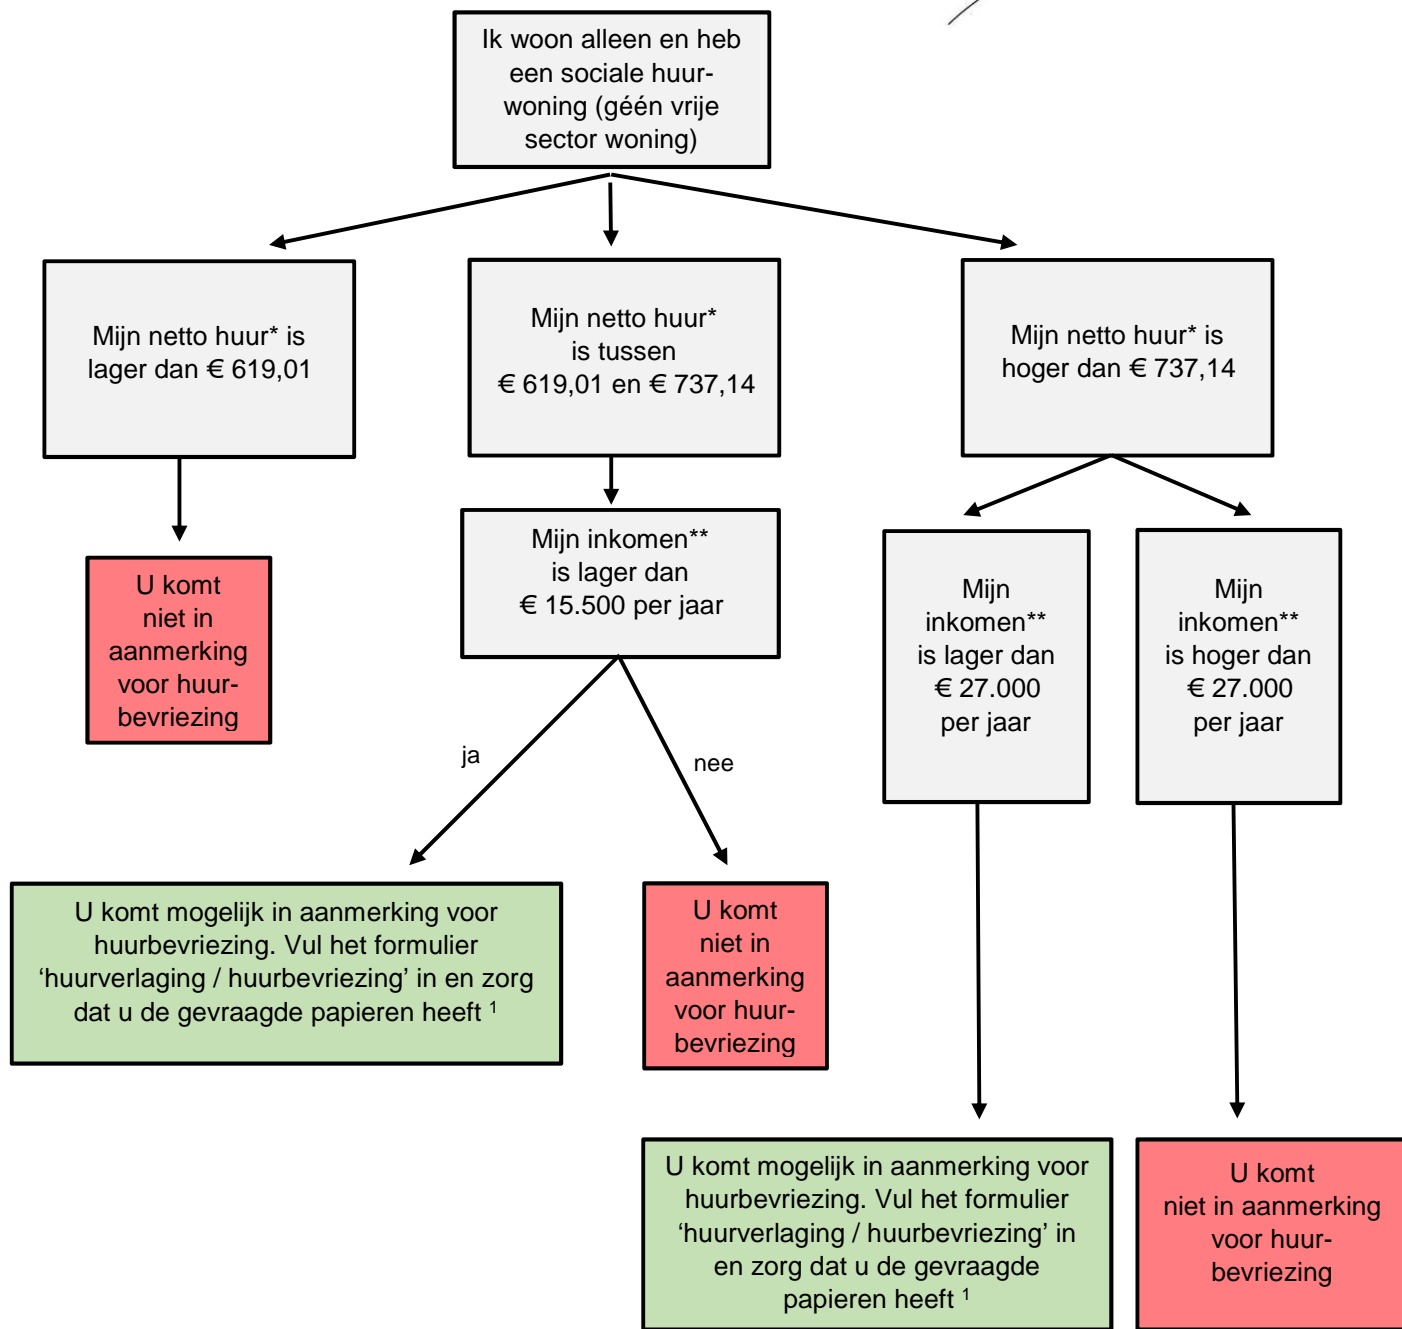 Ik woon alleen en heb
een sociale huur-
woning (géén vrije
sector woning)
Mijn netto huur* is
lager dan € 619,01
Mijn netto huur*
is tussen
€ 619,01 en € 737,14
Mijn netto huur* is
hoger dan € 737,14
U komt
niet in
aanmerking
voor huur-
bevriezing
Mijn inkomen**
is lager dan
€ 15.500 per jaar
Mijn
inkomen**
is lager dan
€ 27.000
per jaar
Mijn
inkomen**
is hoger dan
€ 27.000
per jaar
ja
nee
U komt mogelijk in aanmerking voor
huurbevriezing. Vul het formulier
‘huurverlaging / huurbevriezing’ in en zorg
dat u de gevraagde papieren heeft ¹
U komt
niet in
aanmerking
voor huur-
bevriezing
U komt mogelijk in aanmerking voor
huurbevriezing. Vul het formulier
‘huurverlaging / huurbevriezing’ in
en zorg dat u de gevraagde
papieren heeft ¹
U komt
niet in aanmerking
voor huur-
bevriezing